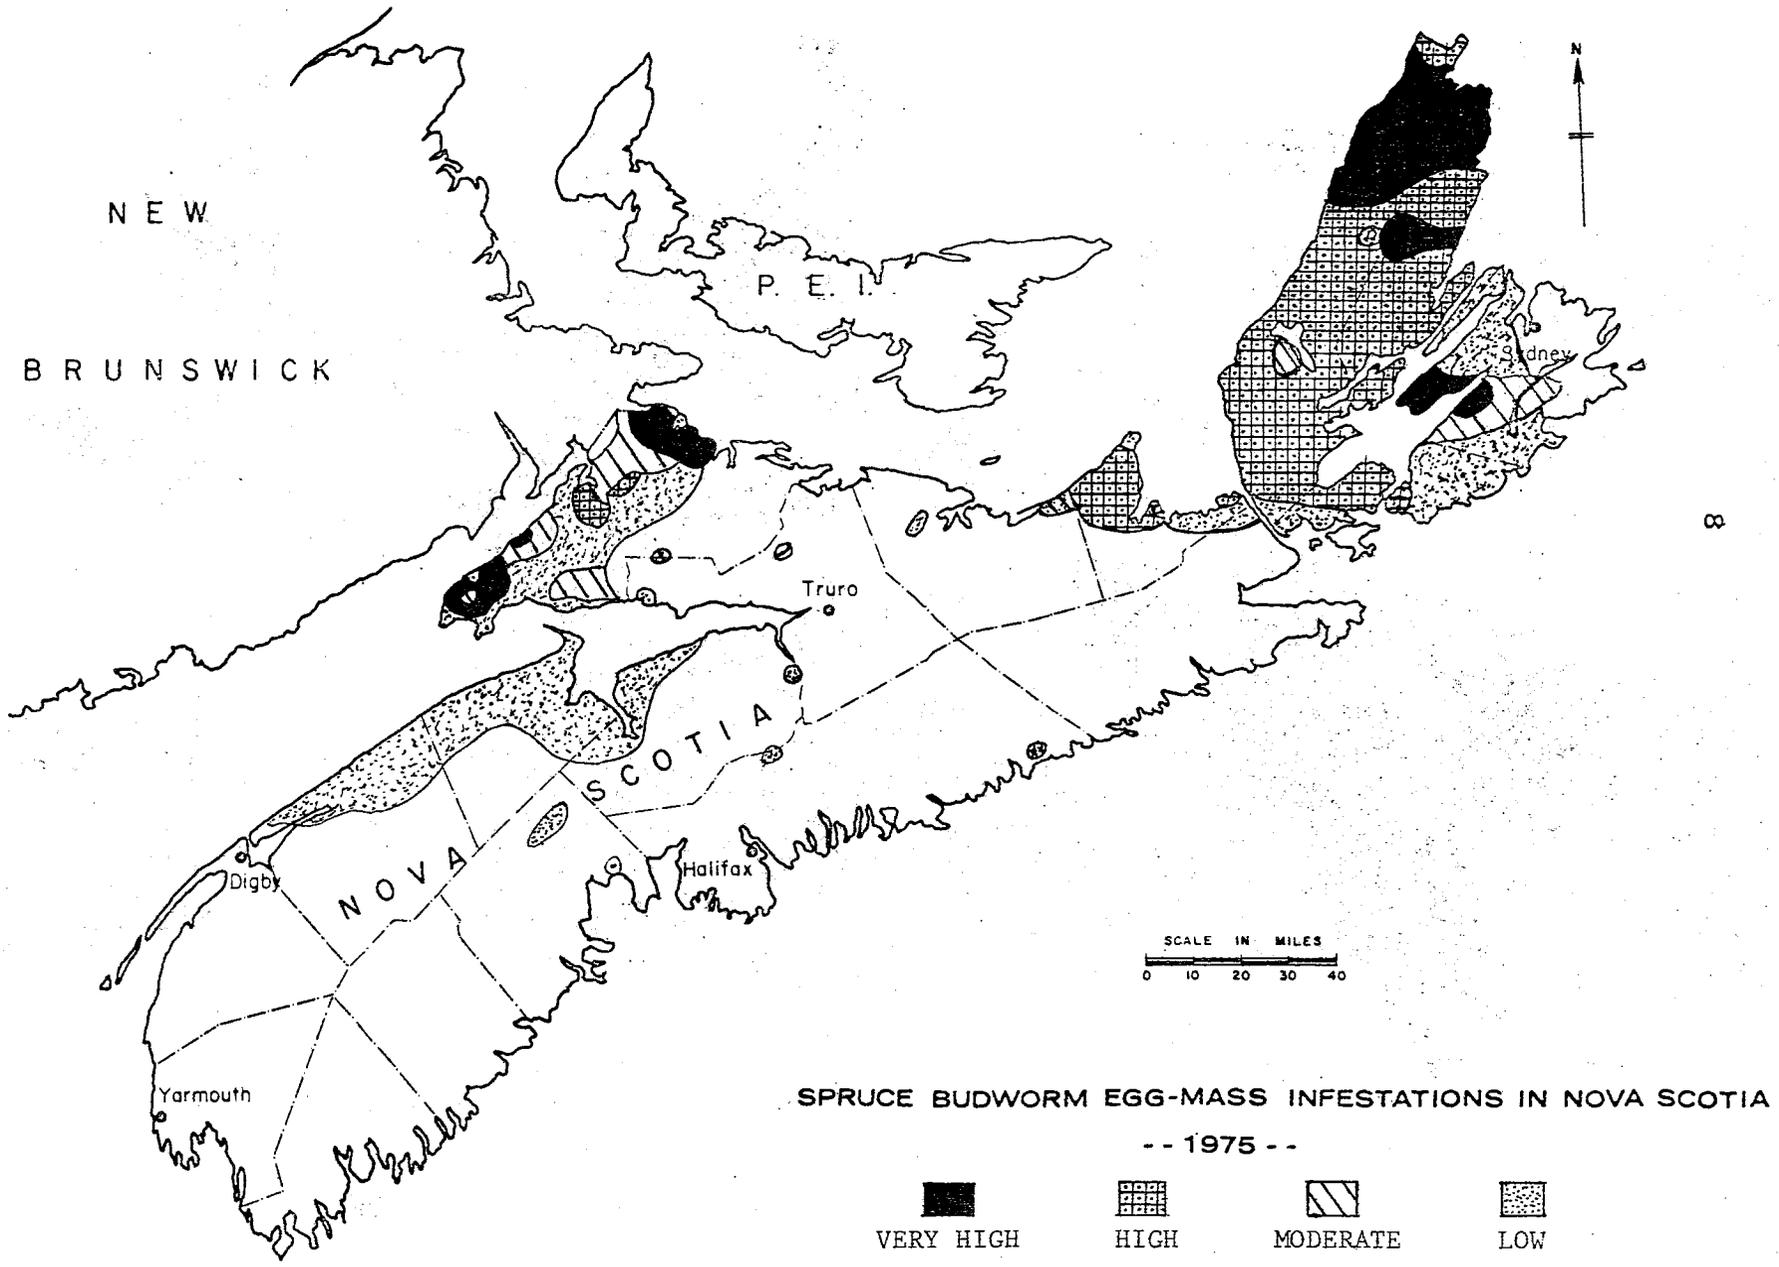 N
NEW
P. E. I.
BRUNSWICK
Sydney
8
Truro
NOVA SCOTIA
Halifax
Digby
SCALE IN MILES
0 10 20 30 40
Yarmouth
SPRUCE BUDWORM EGG-MASS INFESTATIONS IN NOVA SCOTIA
-- 1975 --
VERY HIGH HIGH MODERATE LOW